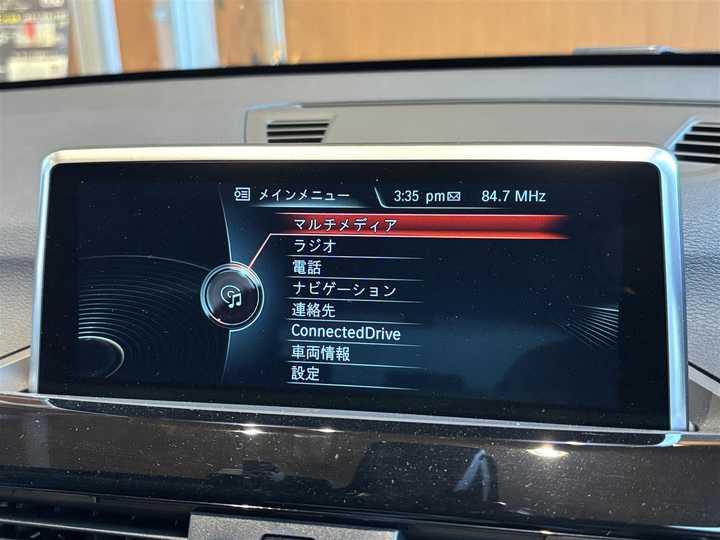 メインメニュー 3:35 pm 84.7 MHz
マルチメディア
ラジオ
電話
ナビゲーション
連絡先
ConnectedDrive
車両情報
設定